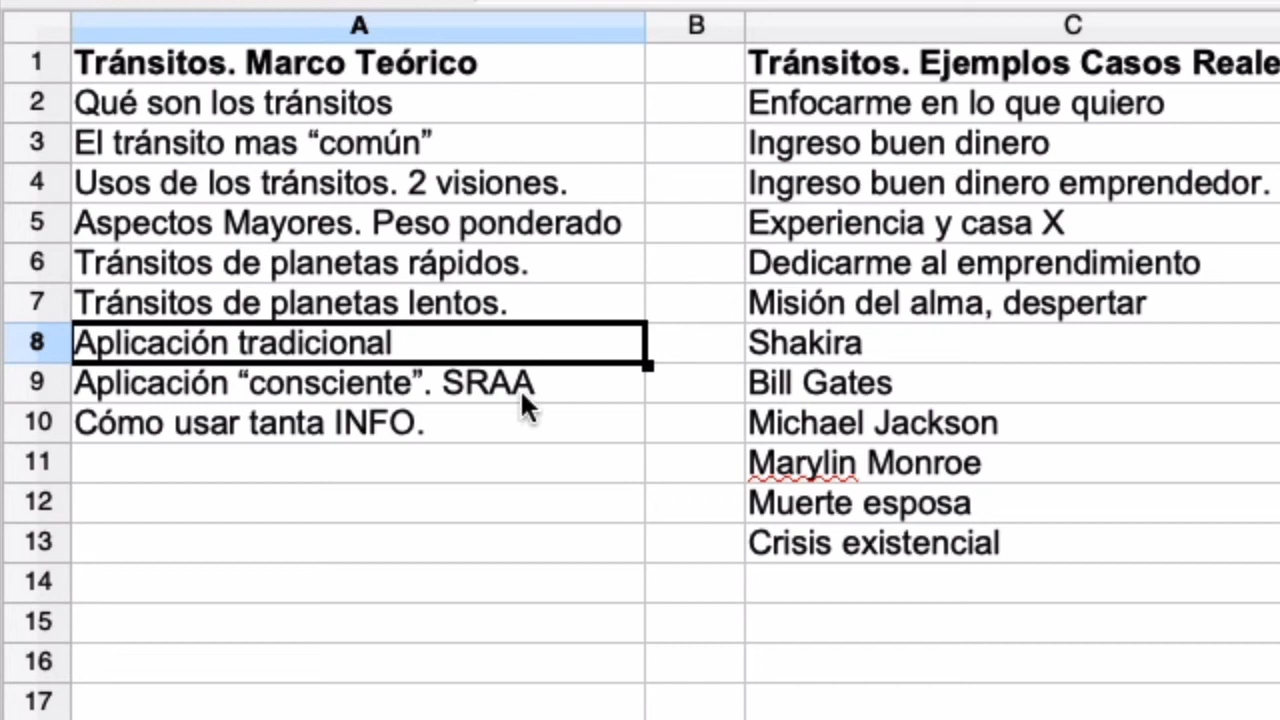 A B C
1 Tránsitos. Marco Teórico Tránsitos. Ejemplos Casos Reale
2 Qué son los tránsitos Enfocarme en lo que quiero
3 El tránsito mas “común” Ingreso buen dinero
4 Usos de los tránsitos. 2 visiones. Ingreso buen dinero emprendedor.
5 Aspectos Mayores. Peso ponderado Experiencia y casa X
6 Tránsitos de planetas rápidos. Dedicarme al emprendimiento
7 Tránsitos de planetas lentos. Misión del alma, despertar
8 Aplicación tradicional Shakira
9 Aplicación “consciente”. SRAA Bill Gates
10 Cómo usar tanta INFO. Michael Jackson
11 Marylin Monroe
12 Muerte esposa
13 Crisis existencial
14
15
16
17